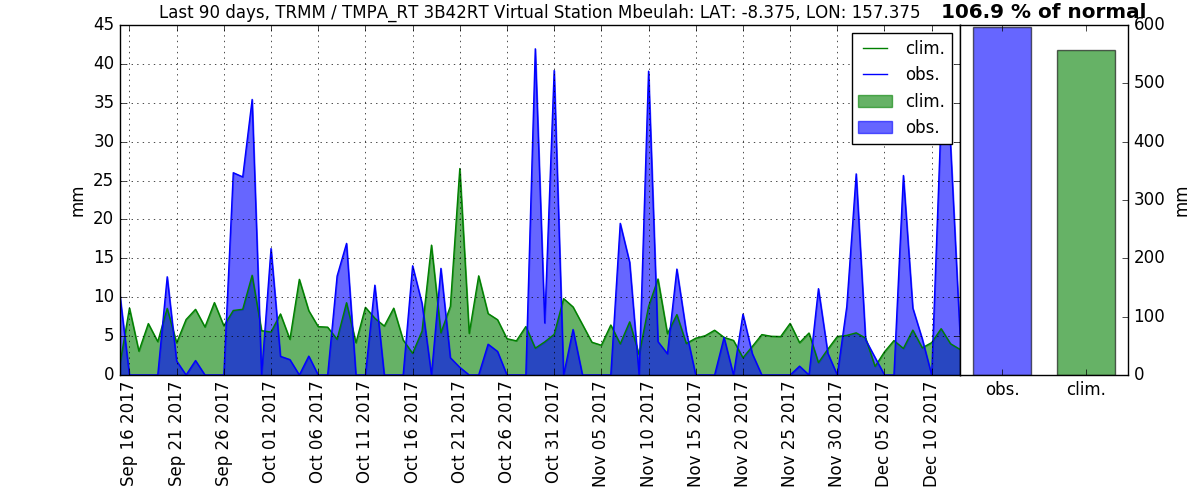 Last 90 days, TRMM / TMPA_RT 3B42RT Virtual Station Mbeulah: LAT: -8.375, LON: 157.375
106.9 % of normal
45
40
35
30
25
20
15
10
5
0
mm
clim.
obs.
clim.
obs.
600
500
400
300
200
100
0
mm
Sep 16 2017
Sep 21 2017
Sep 26 2017
Oct 01 2017
Oct 06 2017
Oct 11 2017
Oct 16 2017
Oct 21 2017
Oct 26 2017
Oct 31 2017
Nov 05 2017
Nov 10 2017
Nov 15 2017
Nov 20 2017
Nov 25 2017
Nov 30 2017
Dec 05 2017
Dec 10 2017
obs.
clim.